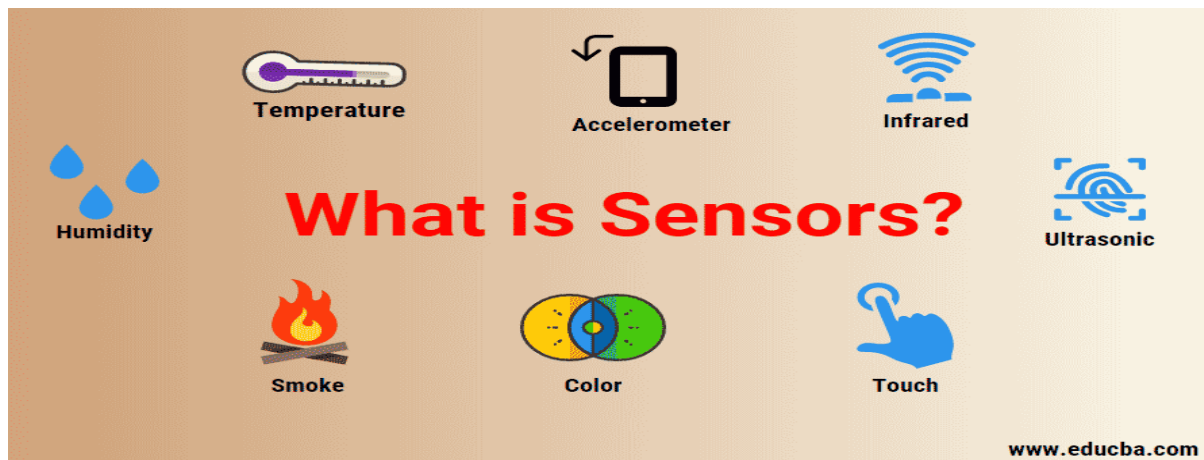 Temperature
Accelerometer
Infrared
Humidity
What is Sensors?
Ultrasonic
Smoke
Color
Touch
www.educba.com